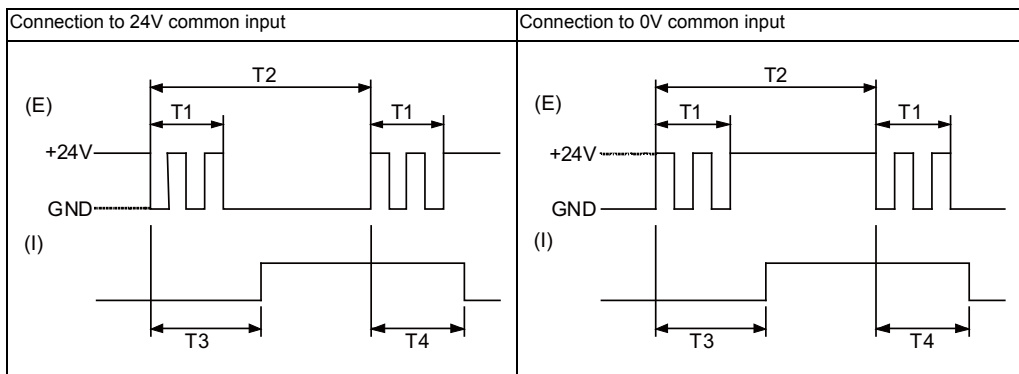 Connection to 24V common input
T2
(E)
T1
T1
+24V
GND
(I)
T3
T4
Connection to 0V common input
T2
(E)
T1
T1
+24V
GND
(I)
T3
T4